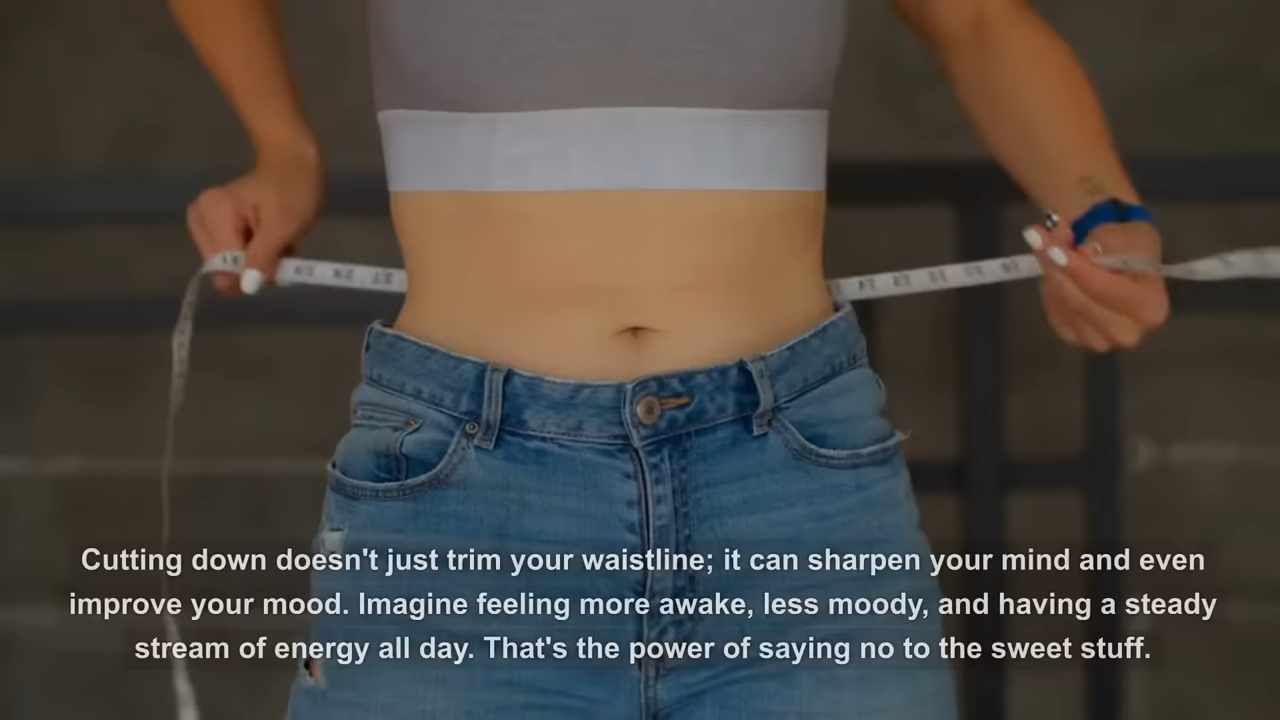 Cutting down doesn't just trim your waistline; it can sharpen your mind and even
improve your mood. Imagine feeling more awake, less moody, and having a steady
stream of energy all day. That's the power of saying no to the sweet stuff.